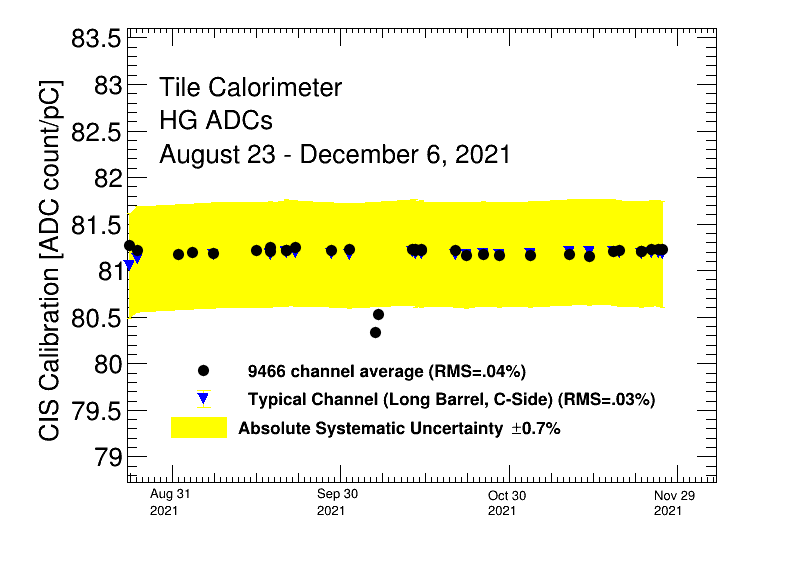 83.5
83
82.5
82
81.5
81
80.5
80
79.5
79
CIS Calibration [ADC count/pC]
Tile Calorimeter
HG ADCs
August 23 - December 6, 2021
9466 channel average (RMS=.04%)
Typical Channel (Long Barrel, C-Side) (RMS=.03%)
Absolute Systematic Uncertainty ±0.7%
Aug 31
2021
Sep 30
2021
Oct 30
2021
Nov 29
2021